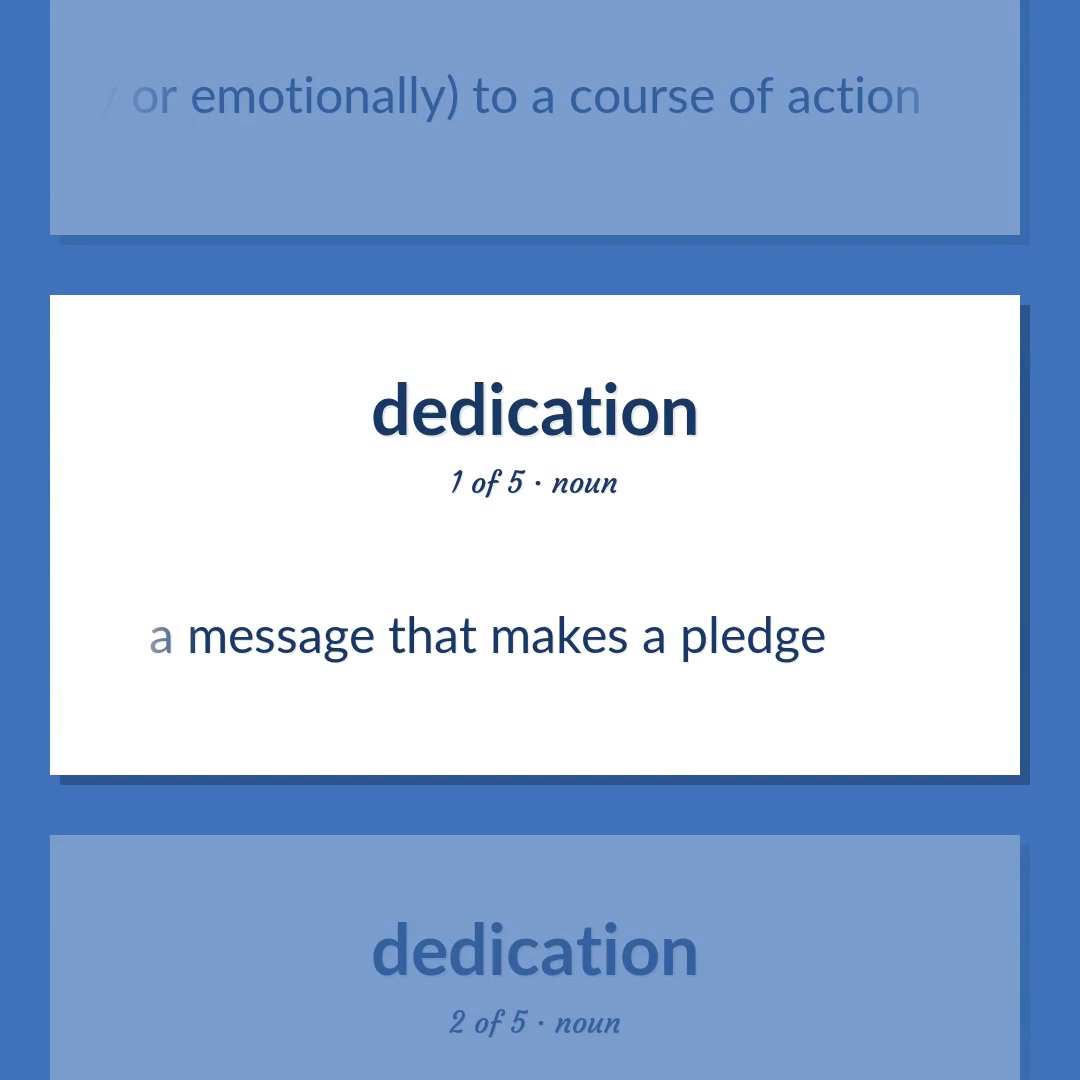 or emotionally) to a course of action
dedication
1 of 5 · noun
a message that makes a pledge
dedication
2 of 5 · noun